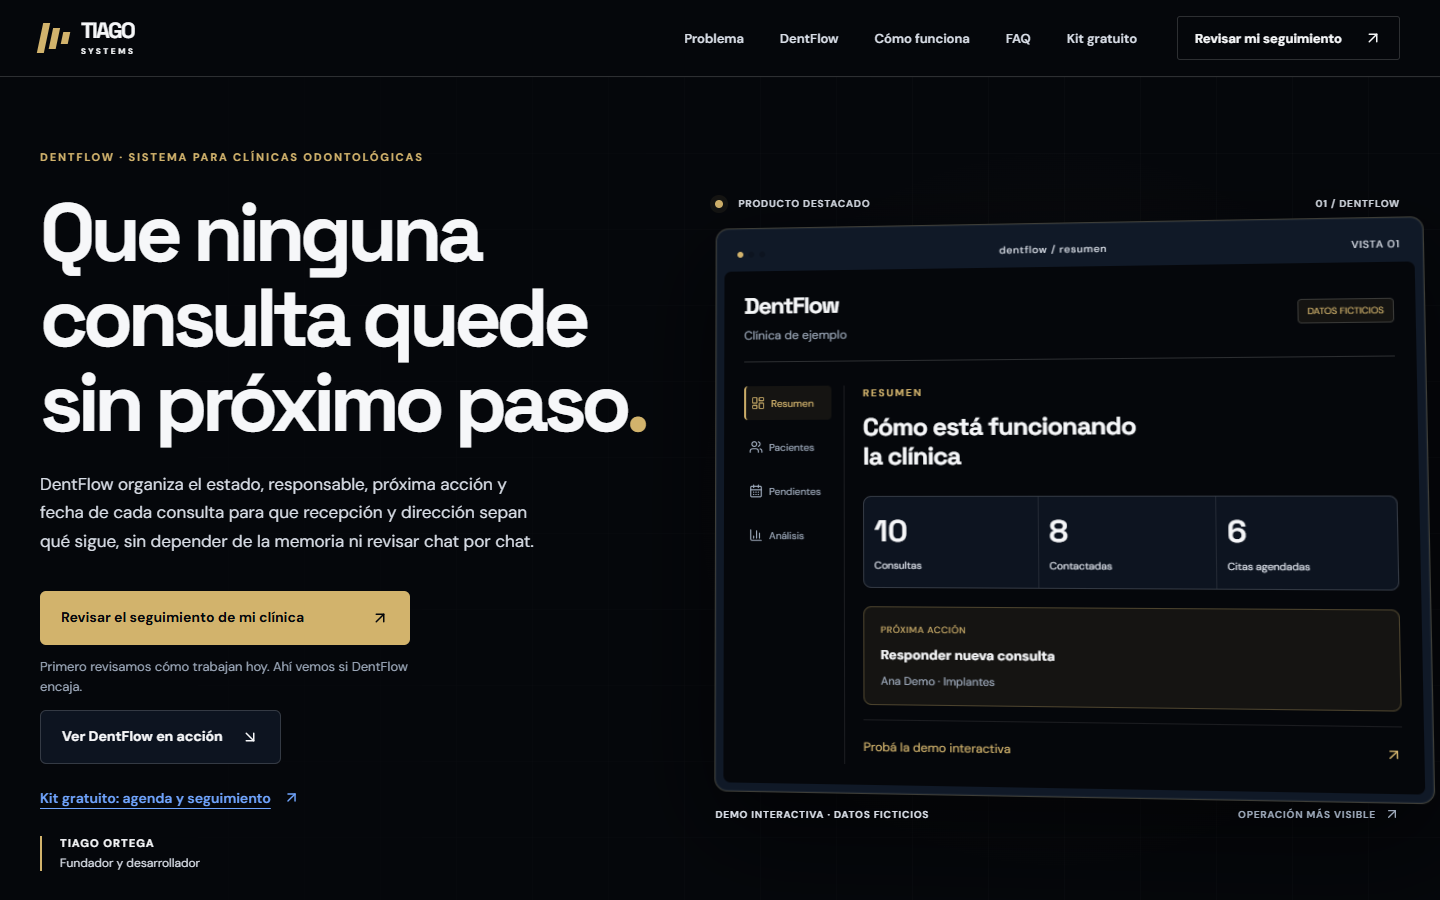 TIAGO
SYSTEMS
Problema
DentFlow
Cómo funciona
FAQ
Kit gratuito
Revisar mi seguimiento
DENTFLOW · SISTEMA PARA CLÍNICAS ODONTOLÓGICAS
Que ninguna
consulta quede
sin próximo paso.
DentFlow organiza el estado, responsable, próxima acción y
fecha de cada consulta para que recepción y dirección sepan
qué sigue, sin depender de la memoria ni revisar chat por chat.
Revisar el seguimiento de mi clínica
Primero revisamos cómo trabajan hoy. Ahí vemos si DentFlow
encaja.
Ver DentFlow en acción
Kit gratuito: agenda y seguimiento
TIAGO ORTEGA
Fundador y desarrollador
PRODUCTO DESTACADO
01 / DENTFLOW
dentflow / resumen
VISTA 01
DentFlow
Clínica de ejemplo
DATOS FICTICIOS
Resumen
Pacientes
Pendientes
Análisis
RESUMEN
Cómo está funcionando
la clínica
10
Consultas
8
Contactadas
6
Citas agendadas
PRÓXIMA ACCIÓN
Responder nueva consulta
Ana Demo · Implantes
Probá la demo interactiva
DEMO INTERACTIVA · DATOS FICTICIOS
OPERACIÓN MÁS VISIBLE